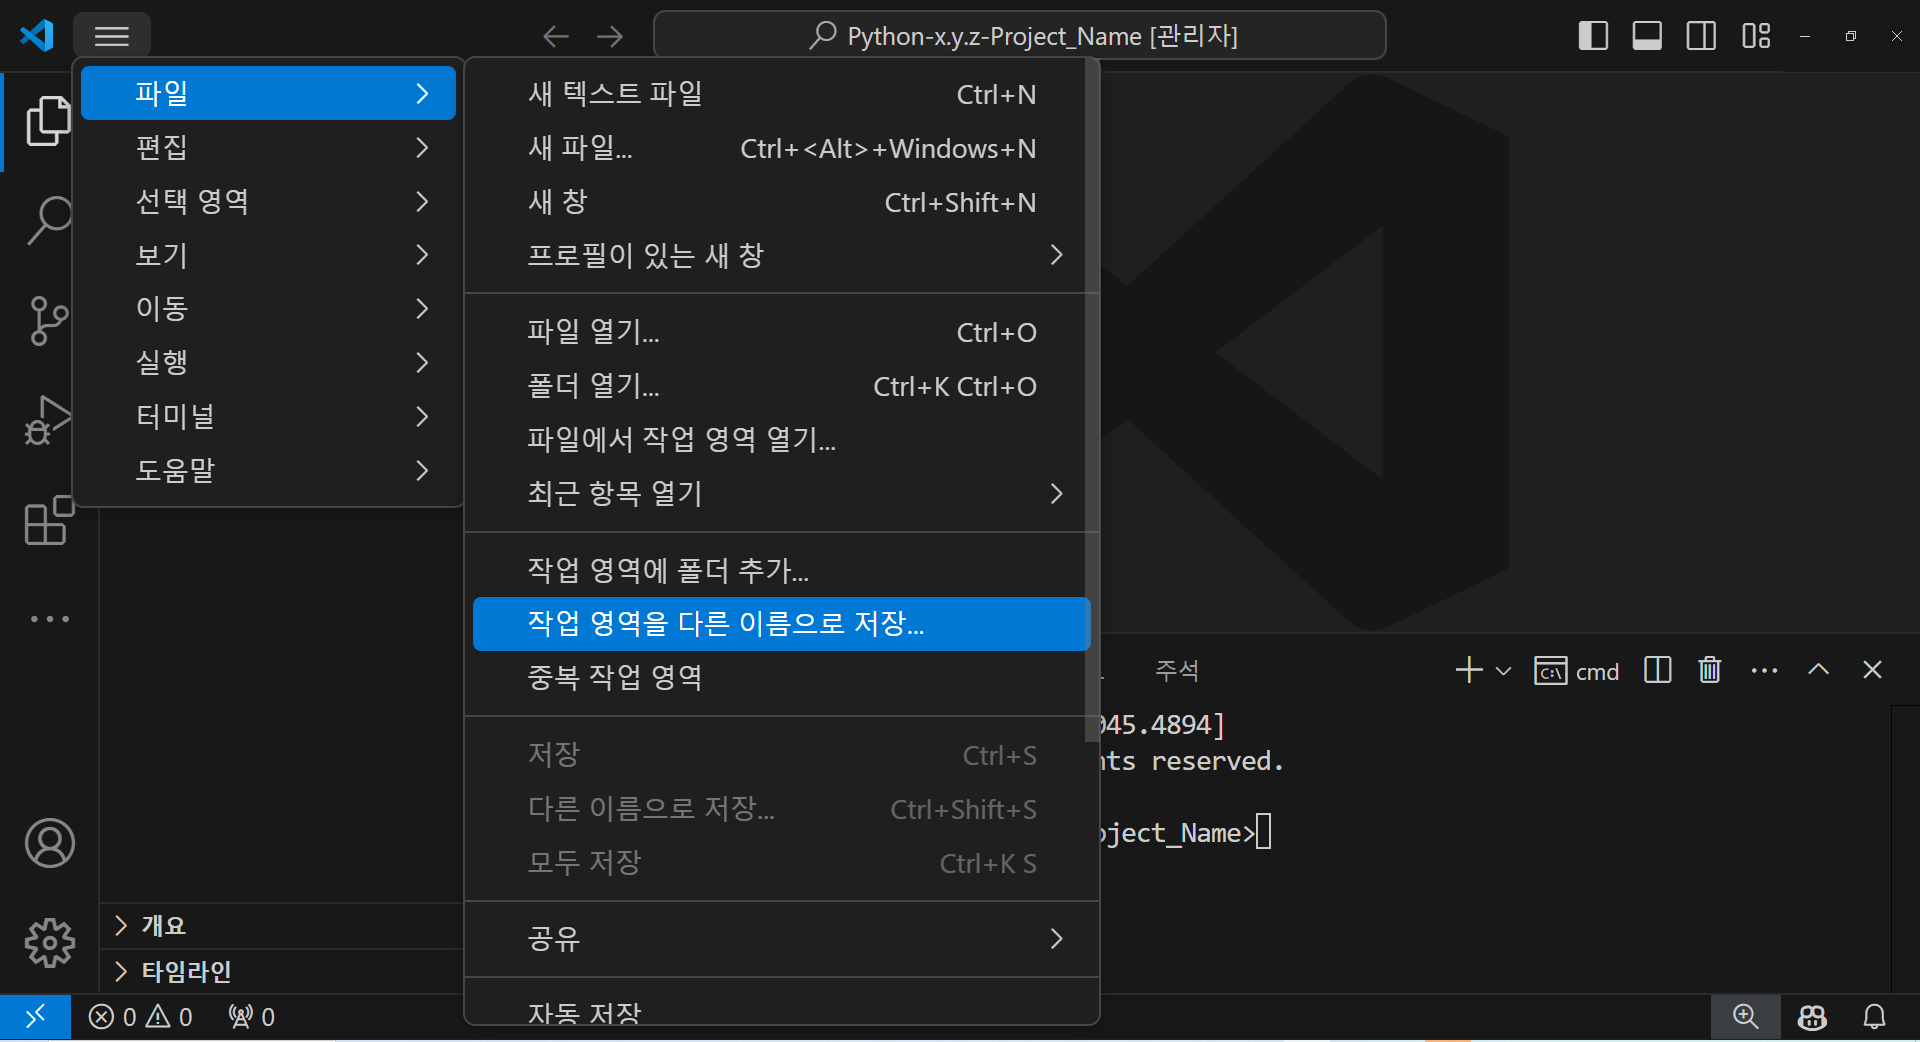 Python-x.y.z-Project_Name [관리자]
파일
편집
선택 영역
보기
이동
실행
터미널
도움말
새 텍스트 파일 Ctrl+N
새 파일... Ctrl+<Alt>+Windows+N
새 창 Ctrl+Shift+N
프로필이 있는 새 창
파일 열기... Ctrl+O
폴더 열기... Ctrl+K Ctrl+O
파일에서 작업 영역 열기...
최근 항목 열기
작업 영역에 폴더 추가...
작업 영역을 다른 이름으로 저장...
중복 작업 영역
저장 Ctrl+S
다른 이름으로 저장... Ctrl+Shift+S
모두 저장 Ctrl+K S
공유
자동 저장
주석
C:\ cmd
045.4894]
hts reserved.
oject_Name>
개요
타임라인
0 0 0